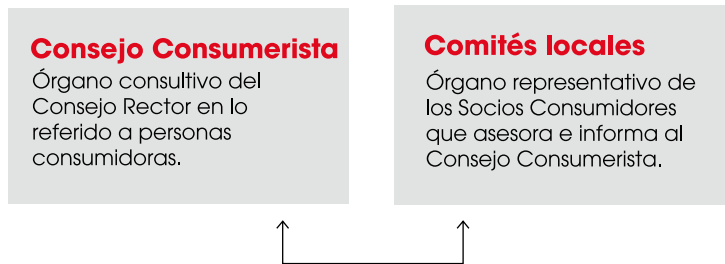 Consejo Consumerista
Órgano consultivo del
Consejo Rector en lo
referido a personas
consumidoras.
Comités locales
Órgano representativo de
los Socios Consumidores
que asesora e informa al
Consejo Consumerista.